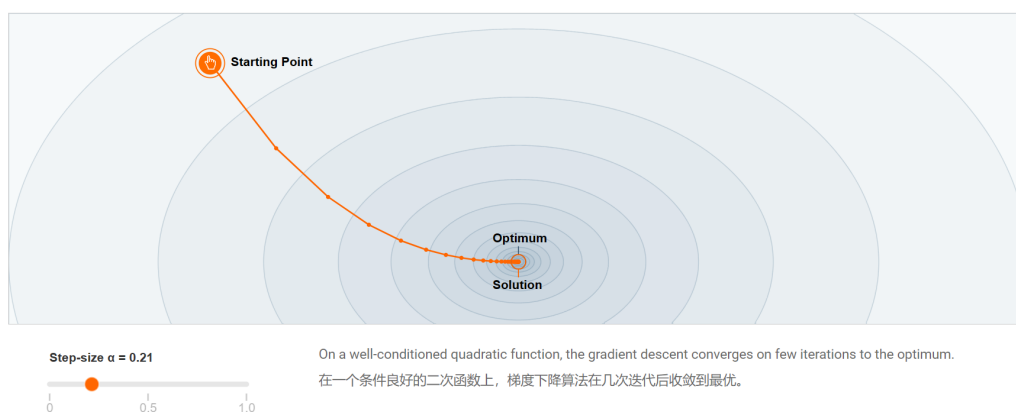 Starting Point
Optimum
Solution
Step-size α = 0.21
0 0.5 1.0
On a well-conditioned quadratic function, the gradient descent converges on few iterations to the optimum.
在一个条件良好的二次函数上，梯度下降算法在几次迭代后收敛到最优。